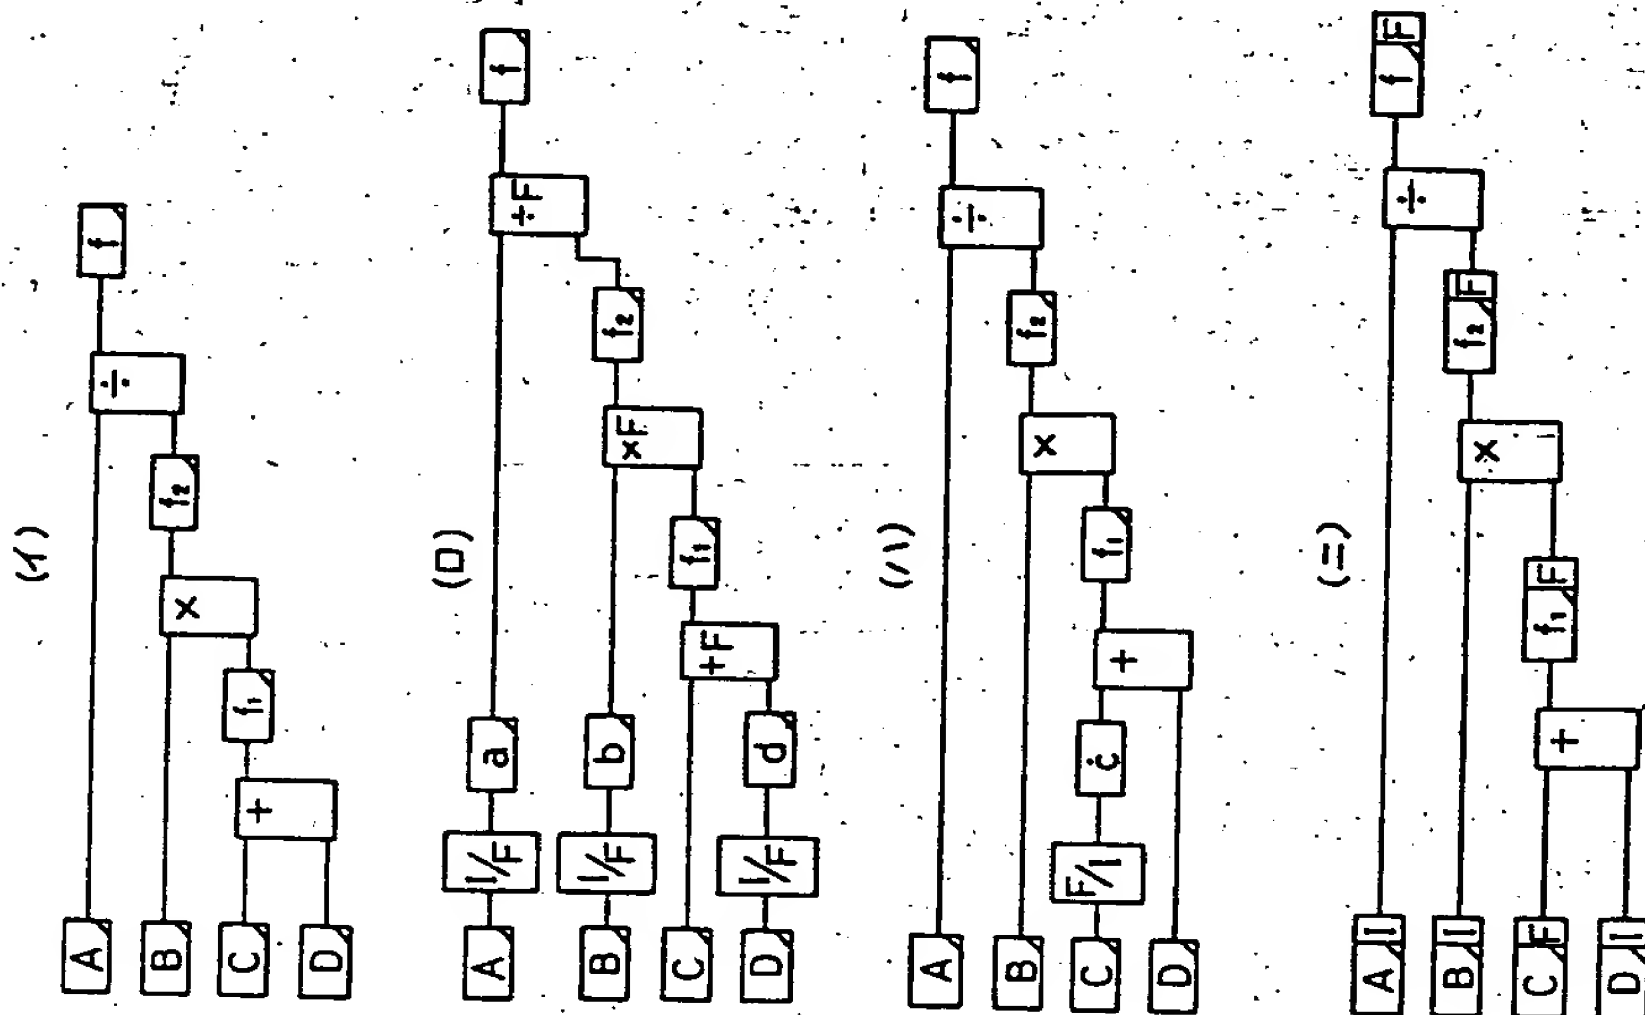 (イ)
A ÷ f
B × f₂
C + f₁
D
(ロ)
A I/F a ÷F f
B I/F b ×F f₂
C +F f₁
D I/F d
(ハ)
A ÷ f
B × f₂
C F/I c + f₁
D
(ニ)
A I ÷ f F
B I × f₂ F
C F + f₁ F
D I